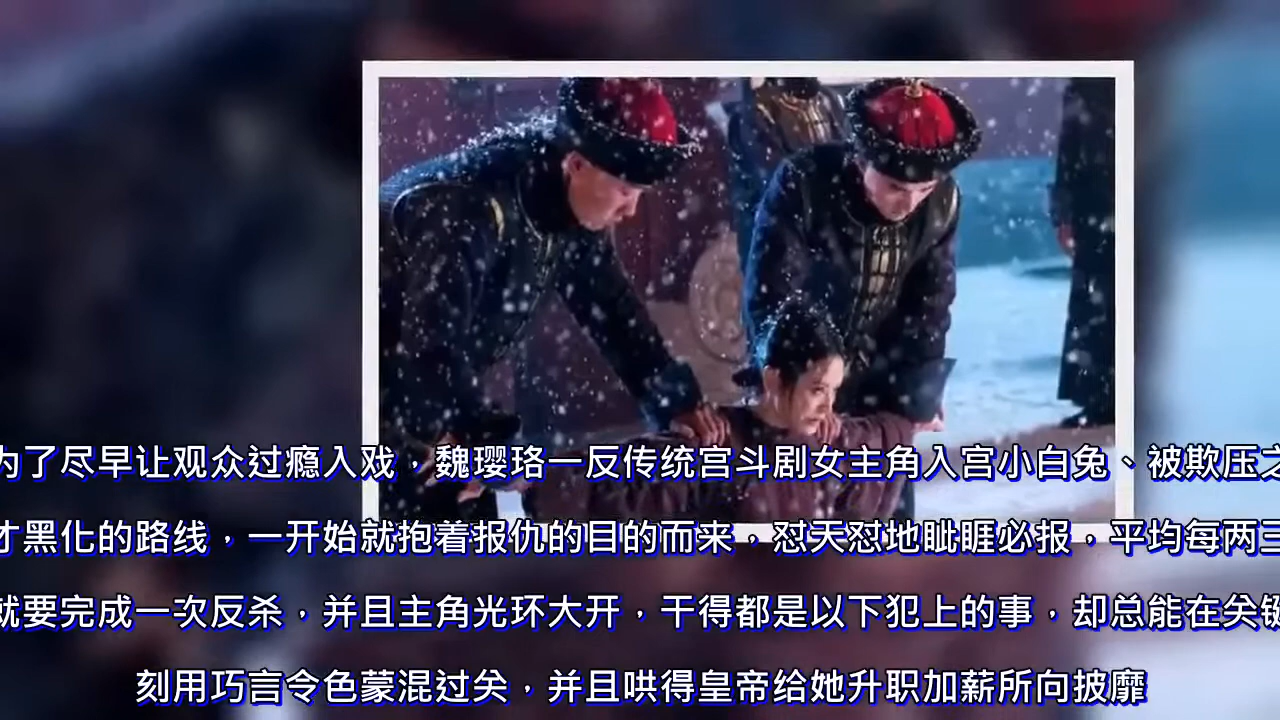 为了尽早让观众过瘾入戏，魏璎珞一反传统宫斗剧女主角入宫小白兔、被欺压之
才黑化的路线，一开始就抱着报仇的目的而来，怼天怼地眦睚必报，平均每两三
就要完成一次反杀，并且主角光环大开，干得都是以下犯上的事，却总能在关键
刻用巧言令色蒙混过关，并且哄得皇帝给她升职加薪所向披靡